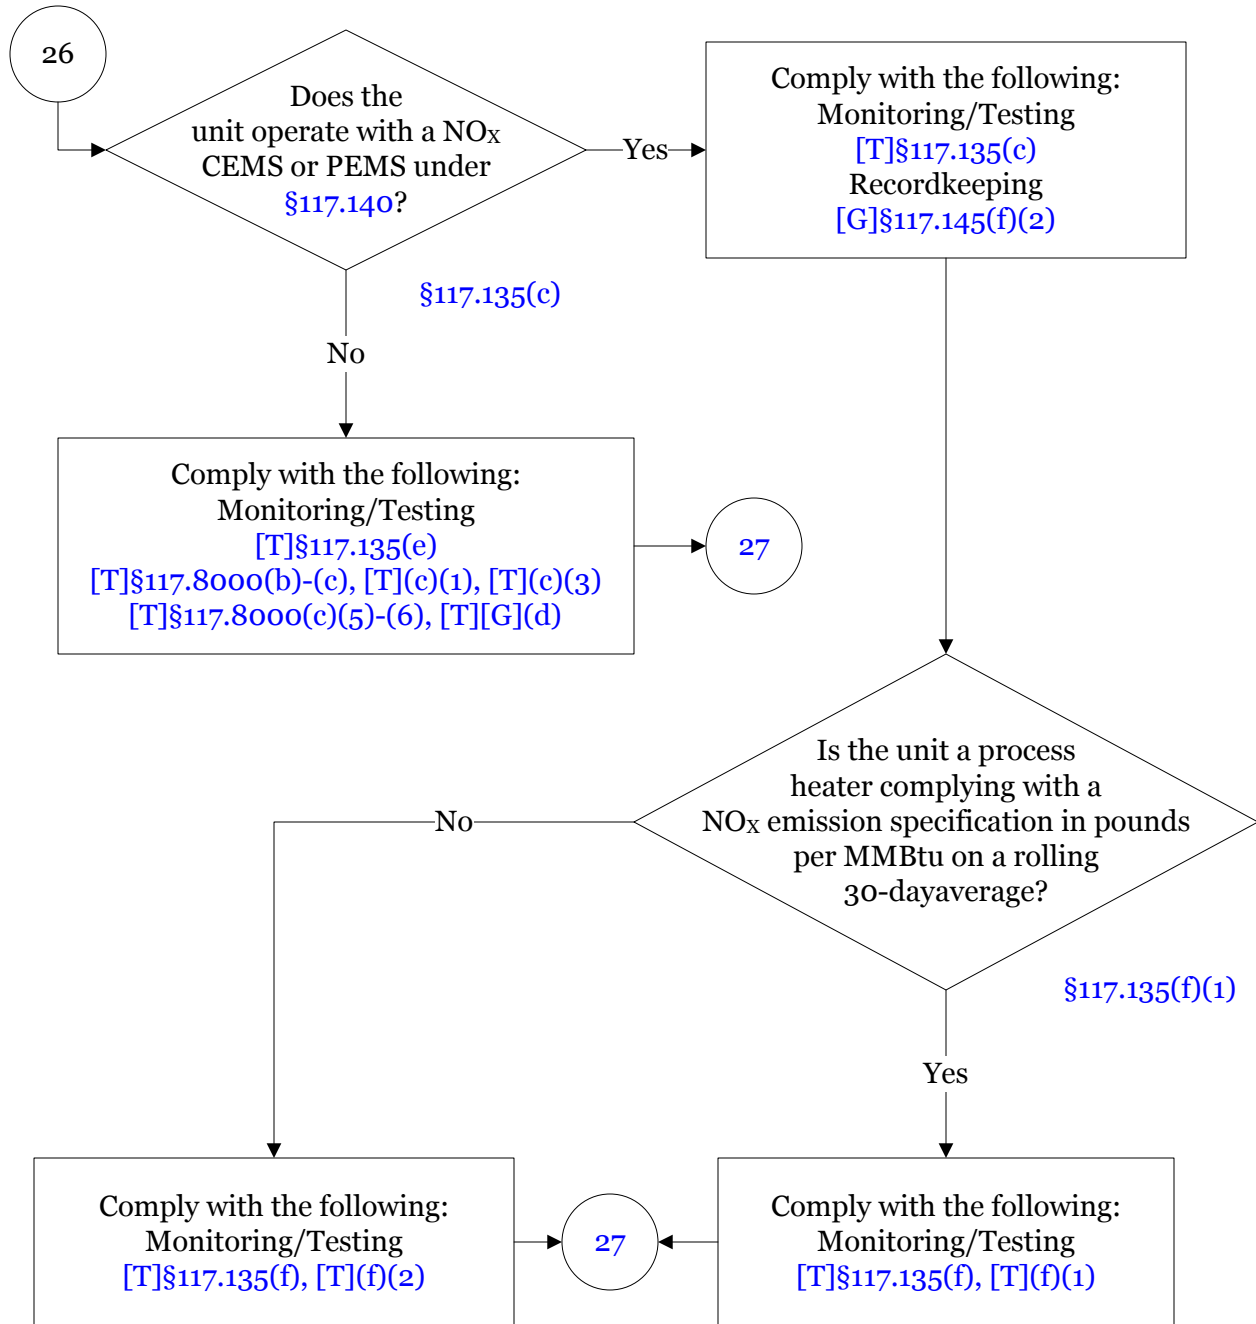 26
Does the
unit operate with a NOx
CEMS or PEMS under
§117.140?
Yes
Comply with the following:
Monitoring/Testing
[T]§117.135(c)
Recordkeeping
[G]§117.145(f)(2)
§117.135(c)
No
Comply with the following:
Monitoring/Testing
[T]§117.135(e)
[T]§117.8000(b)-(c), [T](c)(1), [T](c)(3)
[T]§117.8000(c)(5)-(6), [T][G](d)
27
Is the unit a process
heater complying with a
NOx emission specification in pounds
per MMBtu on a rolling
30-dayaverage?
No
§117.135(f)(1)
Yes
Comply with the following:
Monitoring/Testing
[T]§117.135(f), [T](f)(2)
27
Comply with the following:
Monitoring/Testing
[T]§117.135(f), [T](f)(1)